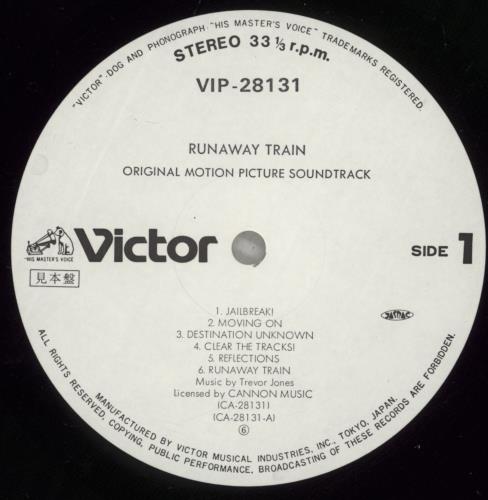 "VICTOR"-DOG AND PHONOGRAPH-"HIS MASTER'S VOICE" TRADEMARKS REGISTERED.
STEREO 33 ⅓ r.p.m.
VIP-28131
RUNAWAY TRAIN
ORIGINAL MOTION PICTURE SOUNDTRACK
"HIS MASTER'S VOICE"
Victor
SIDE 1
見本盤
JASRAC
1. JAILBREAK!
2. MOVING ON
3. DESTINATION UNKNOWN
4. CLEAR THE TRACKS!
5. REFLECTIONS
6. RUNAWAY TRAIN
Music by Trevor Jones
Licensed by CANNON MUSIC
(CA-28131)
(CA-28131-A)
⑥
MANUFACTURED BY VICTOR MUSICAL INDUSTRIES, INC., TOKYO, JAPAN.
ALL RIGHTS RESERVED, COPYING, PUBLIC PERFORMANCE, BROADCASTING OF THESE RECORDS ARE FORBIDDEN.